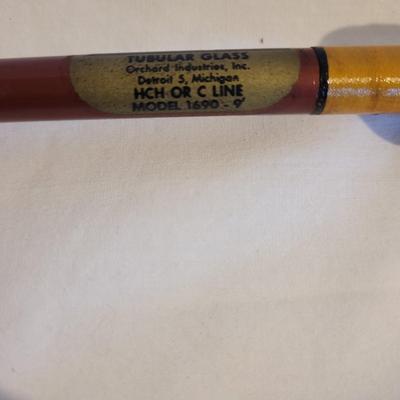 TUBULAR GLASS
Orchard Industries, Inc.
Detroit 5, Michigan
HCH OR C LINE
MODEL 1690 - 9'